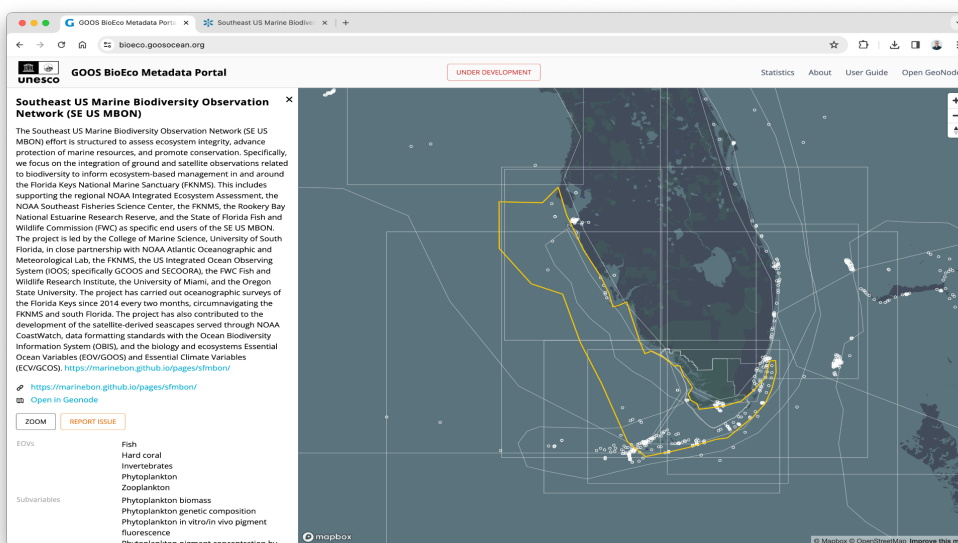 GOOS BioEco Metadata Porta
Southeast US Marine Biodive
bioeco.goosocean.org
unesco
GOOS BioEco Metadata Portal
UNDER DEVELOPMENT
Statistics About User Guide Open GeoNode
Southeast US Marine Biodiversity Observation
Network (SE US MBON)
The Southeast US Marine Biodiversity Observation Network (SE US
MBON) effort is structured to assess ecosystem integrity, advance
protection of marine resources, and promote conservation. Specifically,
we focus on the integration of ground and satellite observations related
to biodiversity to inform ecosystem-based management in and around
the Florida Keys National Marine Sanctuary (FKNMS). This includes
supporting the regional NOAA Integrated Ecosystem Assessment, the
NOAA Southeast Fisheries Science Center, the FKNMS, the Rookery Bay
National Estuarine Research Reserve, and the State of Florida Fish and
Wildlife Commission (FWC) as specific end users of the SE US MBON.
The project is led by the College of Marine Science, University of South
Florida, in close partnership with NOAA Atlantic Oceanographic and
Meteorological Lab, the FKNMS, the US Integrated Ocean Observing
System (IOOS; specifically GCOOS and SECOORA), the FWC Fish and
Wildlife Research Institute, the University of Miami, and the Oregon
State University. The project has carried out oceanographic surveys of
the Florida Keys since 2014 every two months, circumnavigating the
FKNMS and south Florida. The project has also contributed to the
development of the satellite-derived seascapes served through NOAA
CoastWatch, data formatting standards with the Ocean Biodiversity
Information System (OBIS), and the biology and ecosystems Essential
Ocean Variables (EOV/GOOS) and Essential Climate Variables
(ECV/GCOS). https://marinebon.github.io/pages/sfmbon/
https://marinebon.github.io/pages/sfmbon/
Open in Geonode
ZOOM REPORT ISSUE
EOVs Fish
Hard coral
Invertebrates
Phytoplankton
Zooplankton
Subvariables Phytoplankton biomass
Phytoplankton genetic composition
Phytoplankton in vitro/in vivo pigment
fluorescence
Phytoplankton pigment concentration by
mapbox
© Mapbox © OpenStreetMap Improve this m